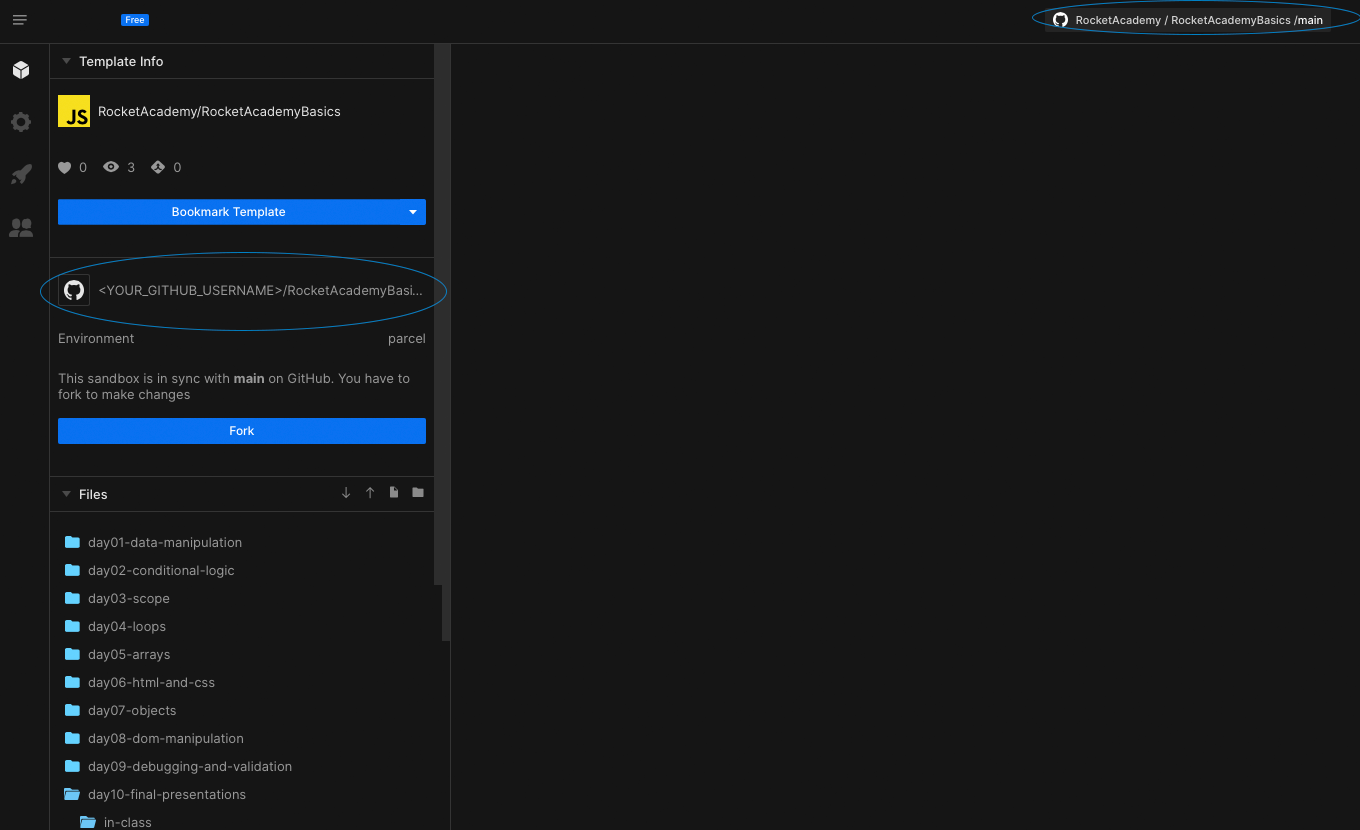 Free
RocketAcademy / RocketAcademyBasics /main
Template Info
JS
RocketAcademy/RocketAcademyBasics
0 3 0
Bookmark Template
<YOUR_GITHUB_USERNAME>/RocketAcademyBasi...
Environment parcel
This sandbox is in sync with main on GitHub. You have to
fork to make changes
Fork
Files
day01-data-manipulation
day02-conditional-logic
day03-scope
day04-loops
day05-arrays
day06-html-and-css
day07-objects
day08-dom-manipulation
day09-debugging-and-validation
day10-final-presentations
in-class